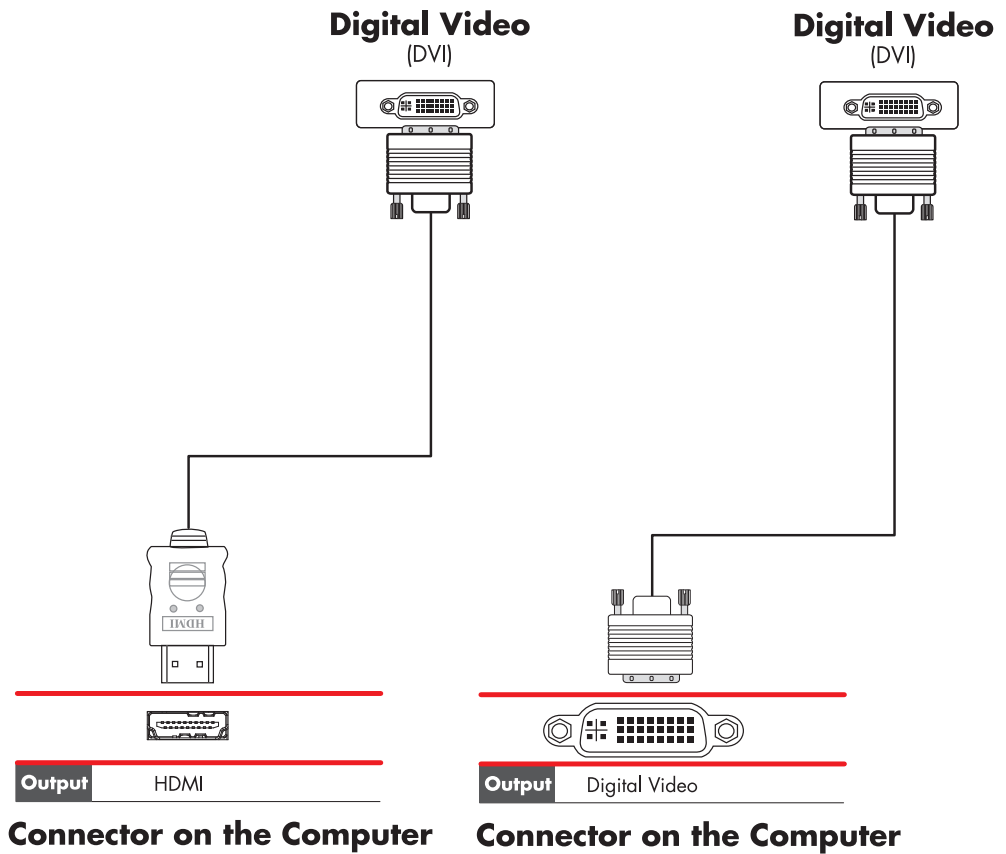 Digital Video
(DVI)
Digital Video
(DVI)
HDMI
Output HDMI
Output Digital Video
Connector on the Computer
Connector on the Computer